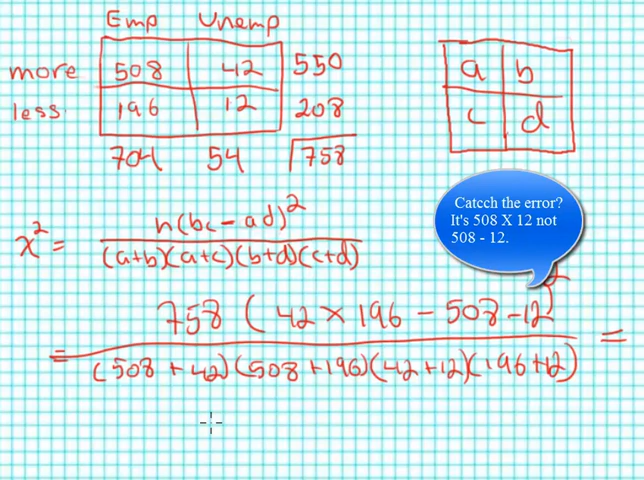 Emp Unemp
more 508 42 550
less 196 12 208
704 54 758
a b
c d
Catcch the error?
It's 508 X 12 not
508 - 12.
x² = n(bc - ad)²
(a+b)(a+c)(b+d)(c+d)
= 758 (42 × 196 - 508 - 12)² =
(508 + 42)(508 + 196)(42 + 12)(196 + 12)